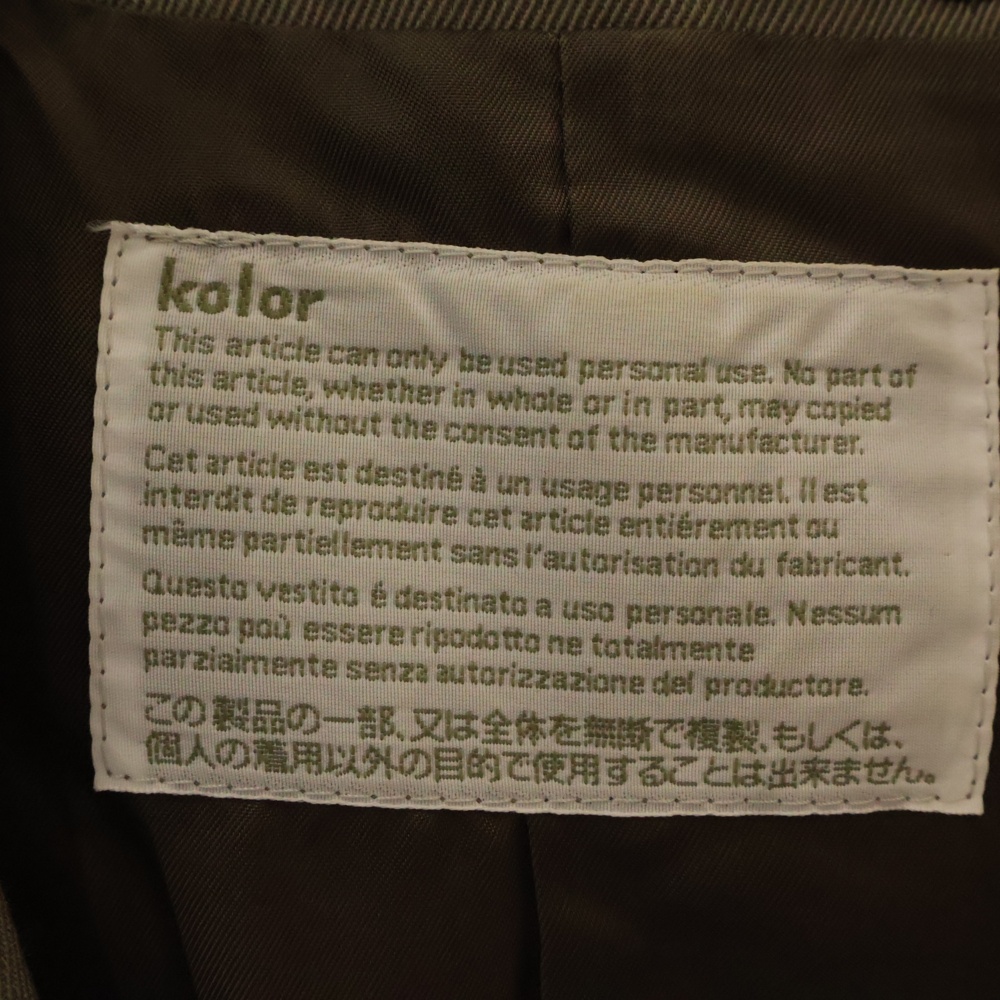 kolor
This article can only be used personal use. No part of
this article, whether in whole or in part, may copied
or used without the consent of the manufacturer.
Cet article est destiné à un usage personnel. Il est
interdit de reproduire cet article entiérement ou
même partiellement sans l'autorisation du fabricant.
Questo vestito é destinato a uso personale. Nessum
pezzo poù essere ripodotto ne totalmente
parziaimente senza autorizzazione del productore.
この製品の一部、又は全体を無断で複製、もしくは、
個人の着用以外の目的で使用することは出来ません。